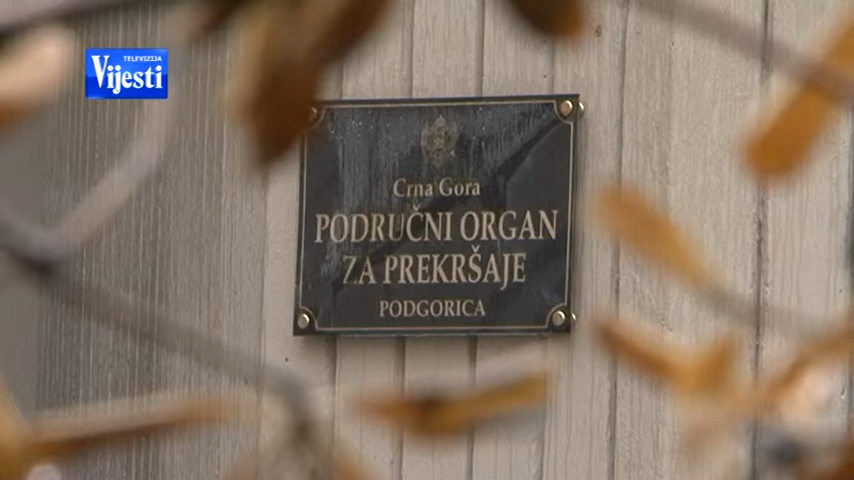 TELEVIZIJA
Vijesti
Crna Gora
PODRUČNI ORGAN
ZA PREKRŠAJE
PODGORICA